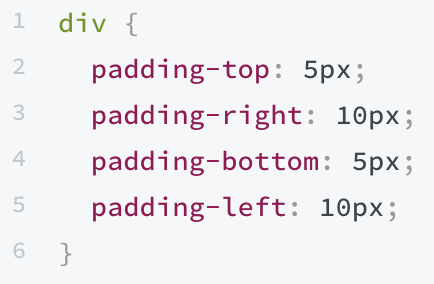 1 div {
2 padding-top: 5px;
3 padding-right: 10px;
4 padding-bottom: 5px;
5 padding-left: 10px;
6 }